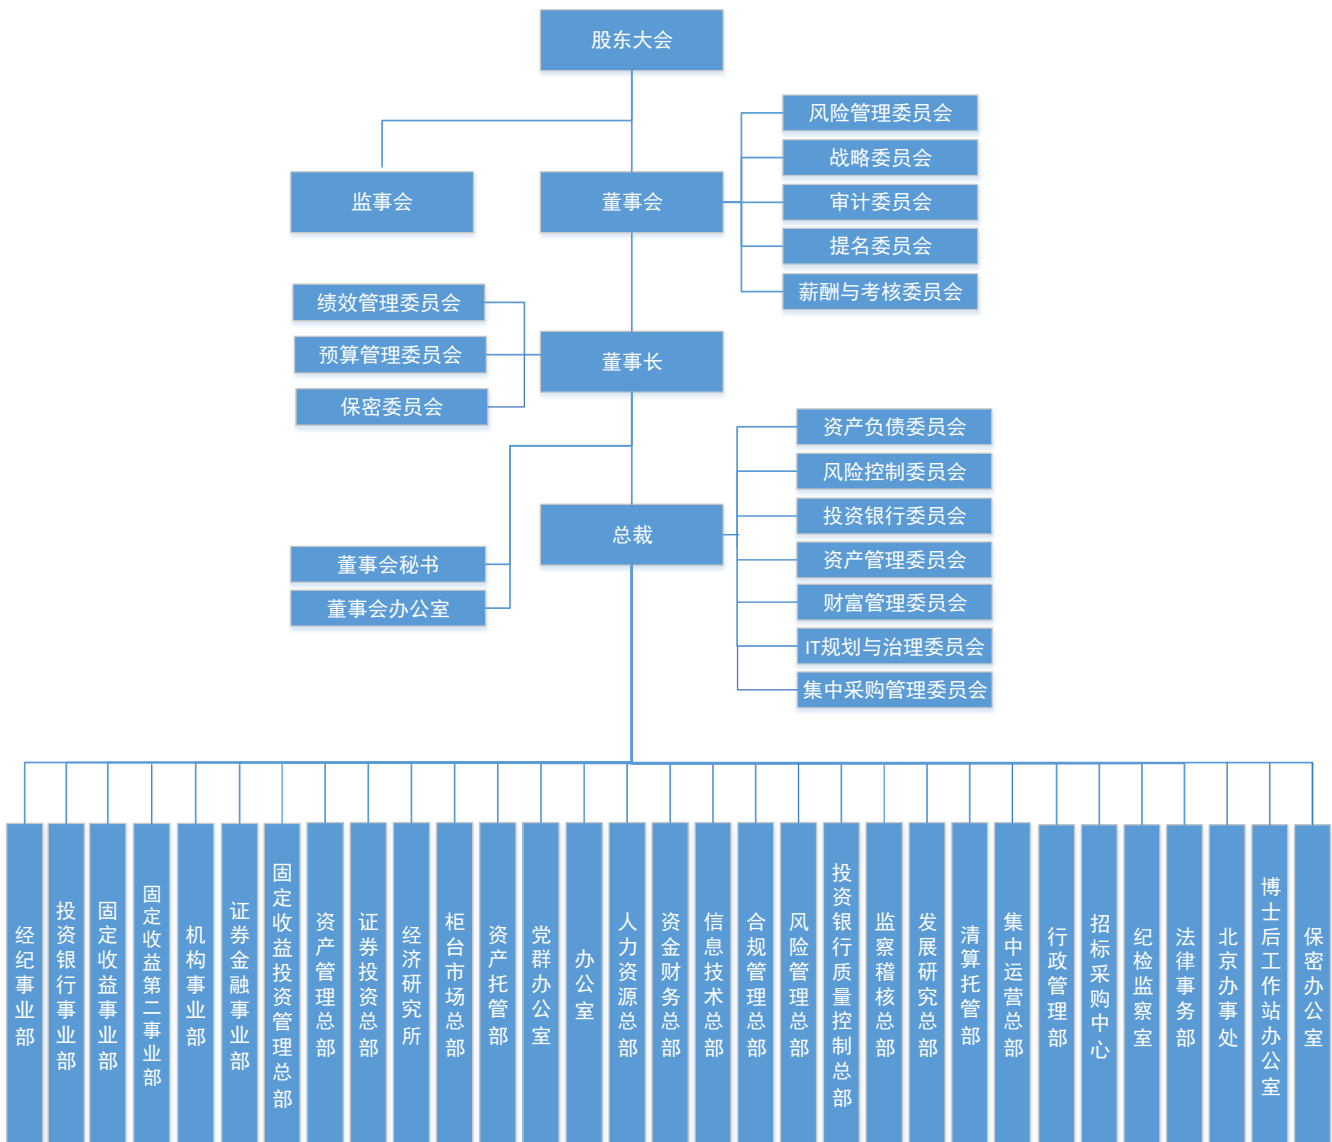 股东大会
风险管理委员会
战略委员会
监事会
董事会
审计委员会
提名委员会
薪酬与考核委员会
绩效管理委员会
预算管理委员会
保密委员会
董事长
资产负债委员会
风险控制委员会
投资银行委员会
总裁
资产管理委员会
财富管理委员会
IT规划与治理委员会
集中采购管理委员会
董事会秘书
董事会办公室
经纪事业部
投资银行事业部
固定收益事业部
固定收益第二事业部
机构事业部
证券金融事业部
固定收益投资管理总部
资产管理总部
证券投资总部
经济研究所
柜台市场总部
资产托管部
党群办公室
办公室
人力资源总部
资金财务总部
信息技术总部
合规管理总部
风险管理总部
投资银行质量控制总部
监察稽核总部
发展研究总部
清算托管部
集中运营总部
行政管理部
招标采购中心
纪检监察室
法律事务部
北京办事处
博士后工作站办公室
保密办公室